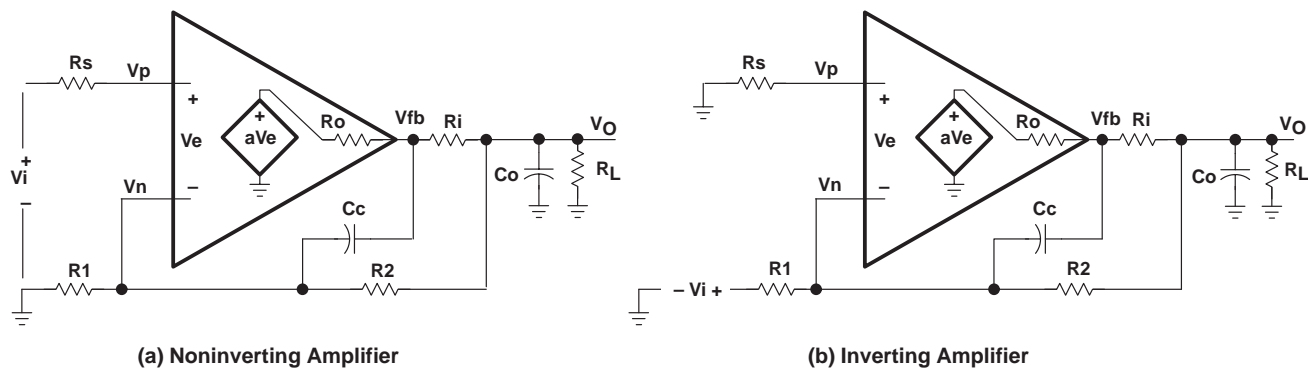 Rs
Vp
+
Ve
–
Vn
+
aVe
Ro
Vfb
Ri
VO
Co
RL
+
Vi
–
Cc
R1
R2
(a) Noninverting Amplifier
Rs
Vp
+
Ve
–
Vn
+
aVe
Ro
Vfb
Ri
VO
Co
RL
Cc
– Vi +
R1
R2
(b) Inverting Amplifier